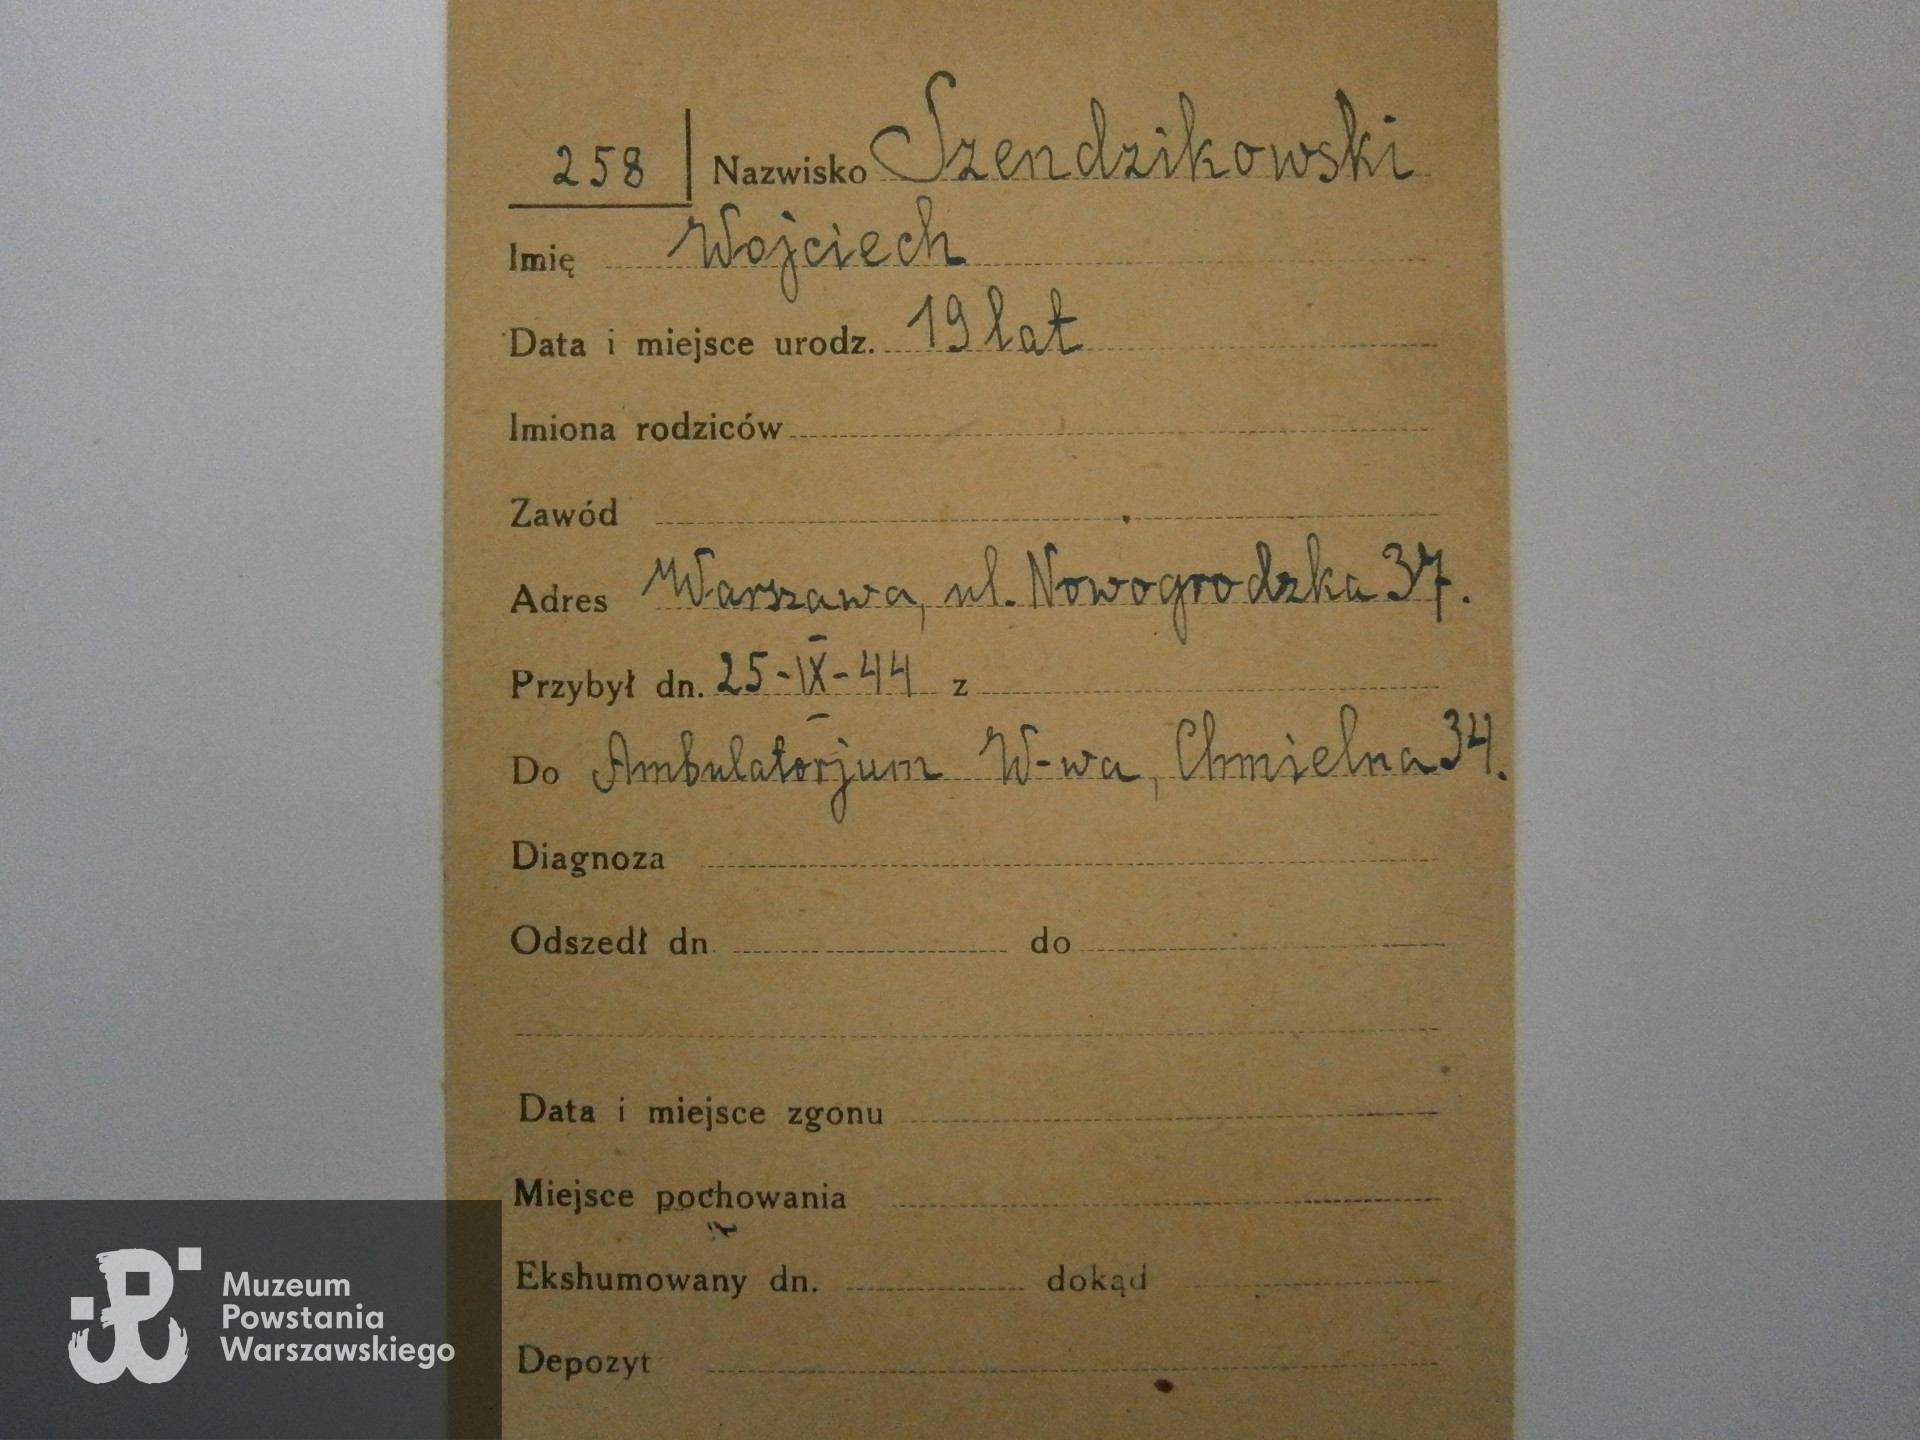 258 Nazwisko Szendzikowski
Imię Wojciech
Data i miejsce urodz. 19 lat
Imiona rodziców
Zawód
Adres Warszawa, ul. Nowogrodzka 37.
Przybył dn. 25-IX-44 z
Do Ambulatorjum W-wa, Chmielna 34.
Diagnoza
Odszedł dn. do
Data i miejsce zgonu
Miejsce pochowania
Ekshumowany dn. dokąd
Depozyt
Muzeum
Powstania
Warszawskiego